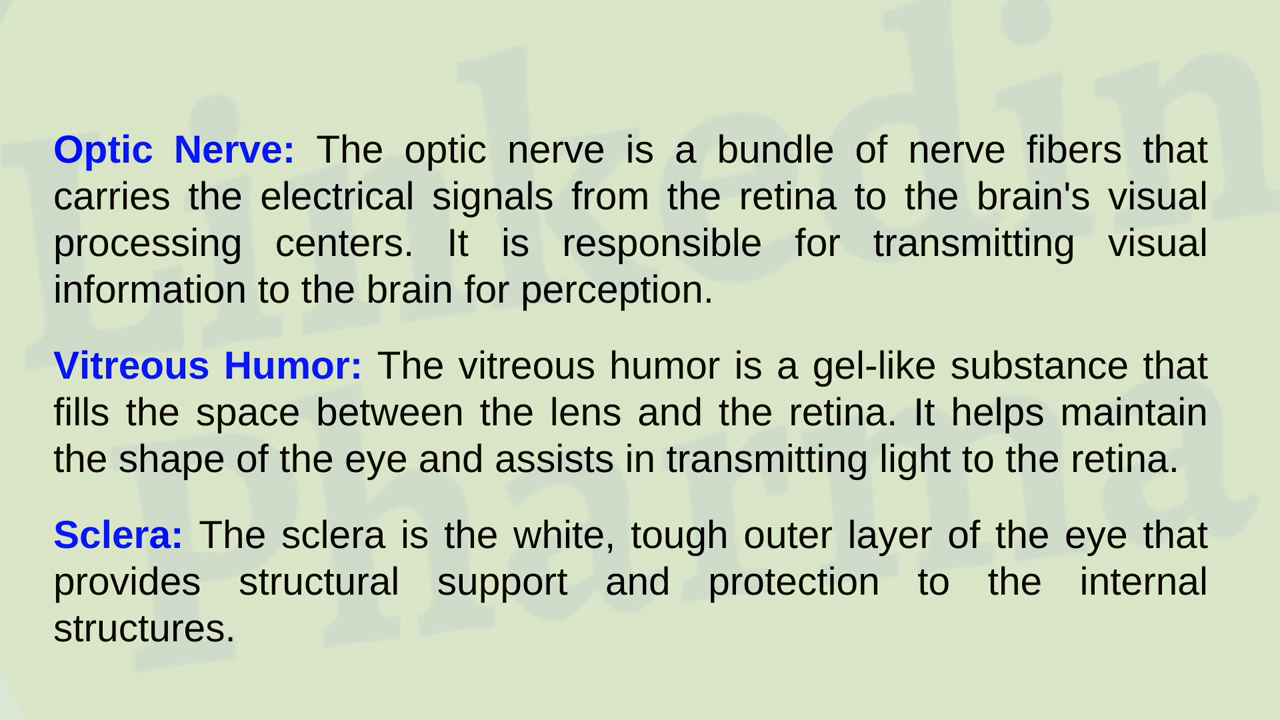 Optic Nerve: The optic nerve is a bundle of nerve fibers that
carries the electrical signals from the retina to the brain's visual
processing centers. It is responsible for transmitting visual
information to the brain for perception.
Vitreous Humor: The vitreous humor is a gel-like substance that
fills the space between the lens and the retina. It helps maintain
the shape of the eye and assists in transmitting light to the retina.
Sclera: The sclera is the white, tough outer layer of the eye that
provides structural support and protection to the internal
structures.
Linkedin
Pharma